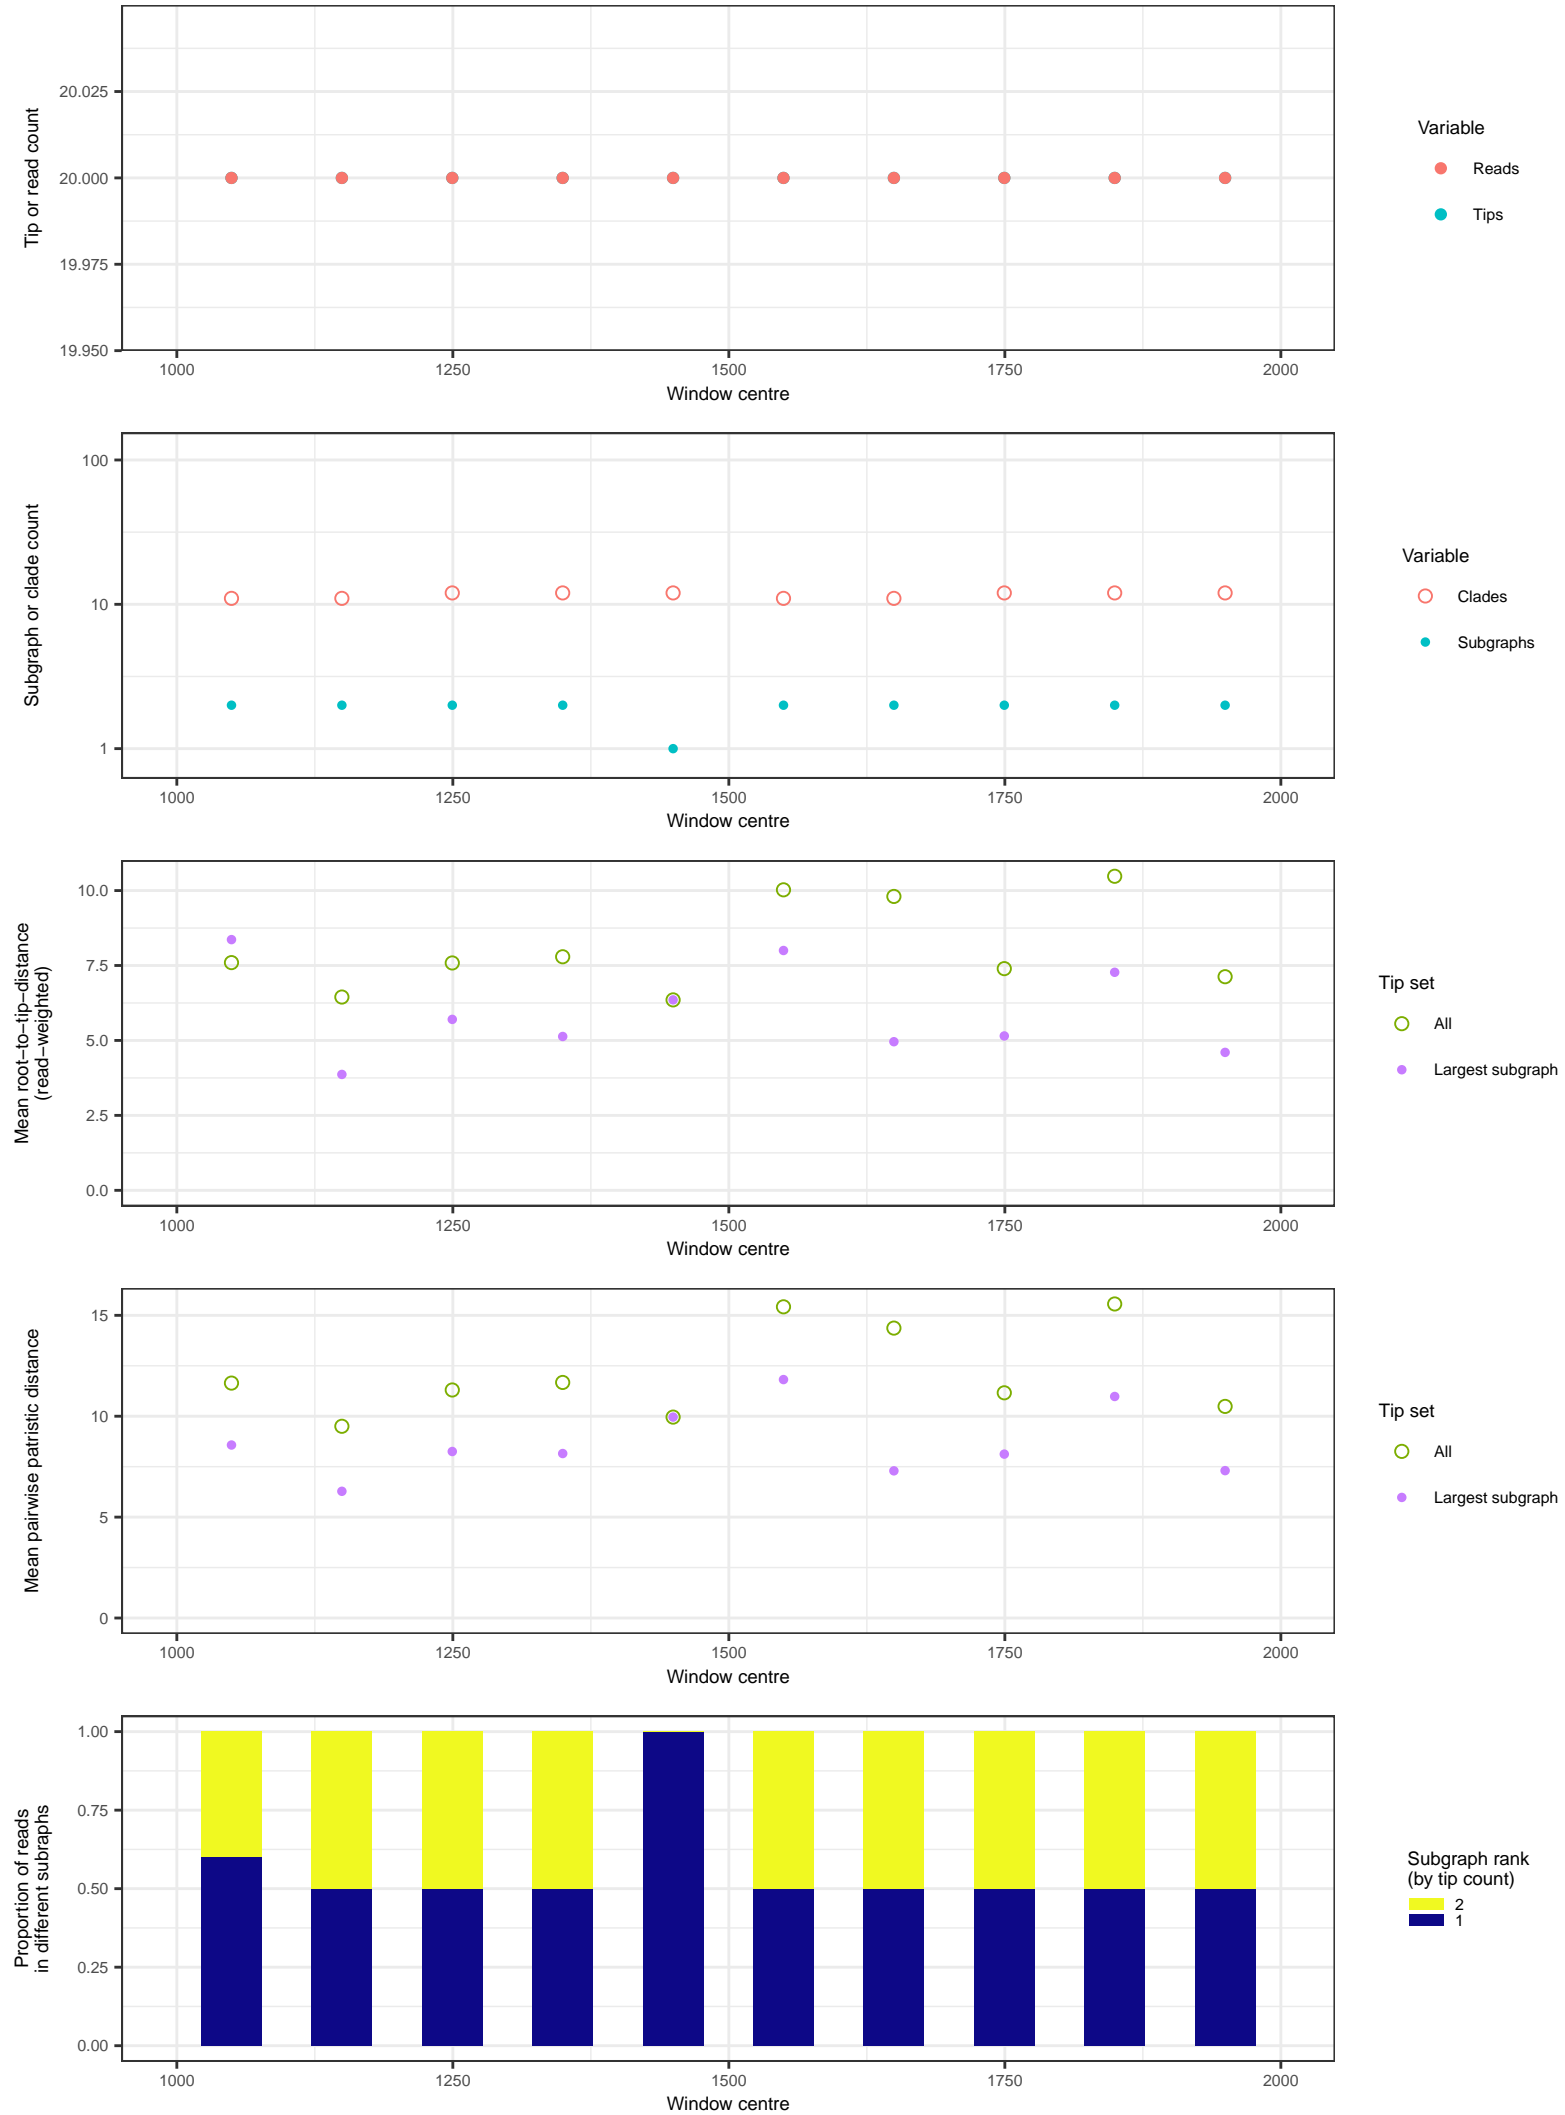 Tip or read count
20.025
20.000
19.975
19.950
1000 1250 1500 1750 2000
Window centre
Variable
Reads
Tips
Subgraph or clade count
100
10
1
1000 1250 1500 1750 2000
Window centre
Variable
Clades
Subgraphs
Mean root−to−tip−distance
(read−weighted)
10.0
7.5
5.0
2.5
0.0
1000 1250 1500 1750 2000
Window centre
Tip set
All
Largest subgraph
Mean pairwise patristic distance
15
10
5
0
1000 1250 1500 1750 2000
Window centre
Tip set
All
Largest subgraph
Proportion of reads
in different subraphs
1.00
0.75
0.50
0.25
0.00
1000 1250 1500 1750 2000
Window centre
Subgraph rank
(by tip count)
2
1